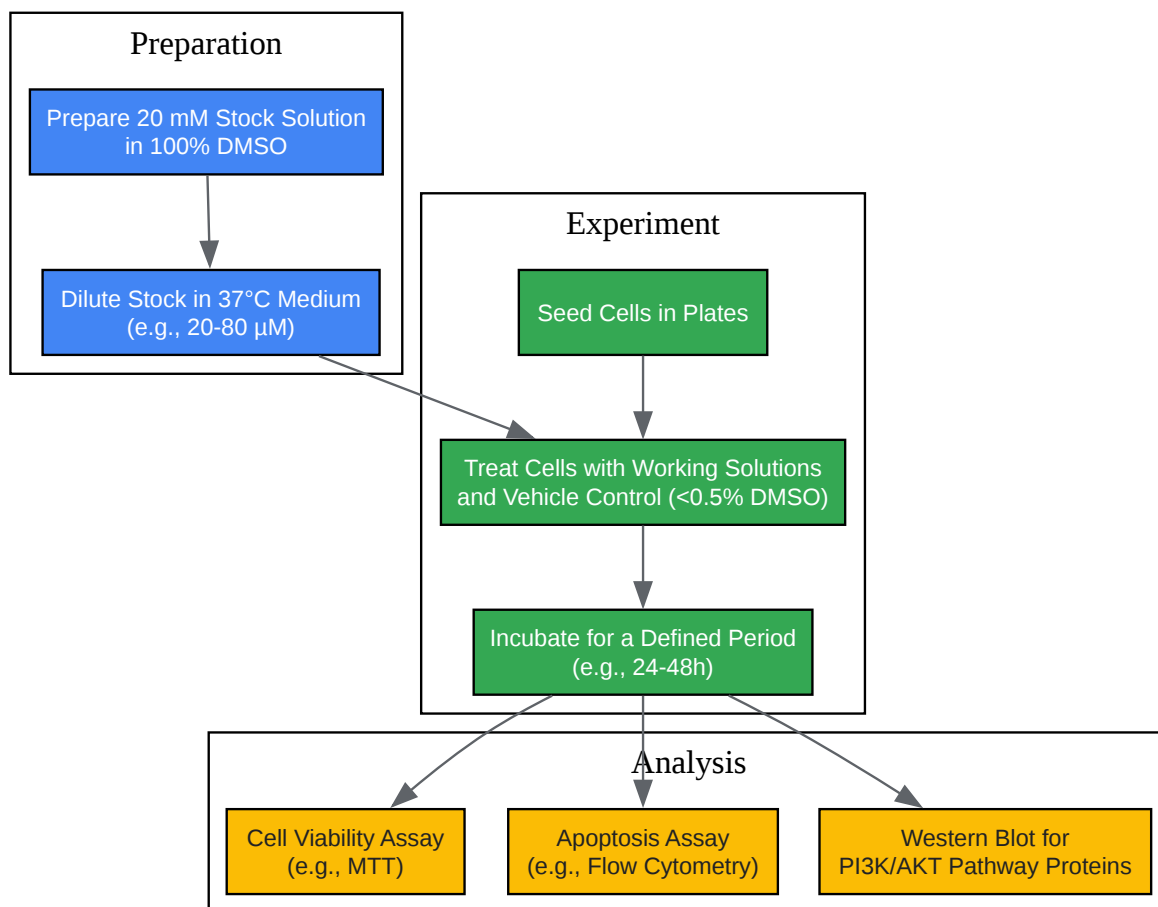 Preparation
Prepare 20 mM Stock Solution
in 100% DMSO
Dilute Stock in 37°C Medium
(e.g., 20-80 µM)
Experiment
Seed Cells in Plates
Treat Cells with Working Solutions
and Vehicle Control (<0.5% DMSO)
Incubate for a Defined Period
(e.g., 24-48h)
Analysis
Cell Viability Assay
(e.g., MTT)
Apoptosis Assay
(e.g., Flow Cytometry)
Western Blot for
PI3K/AKT Pathway Proteins